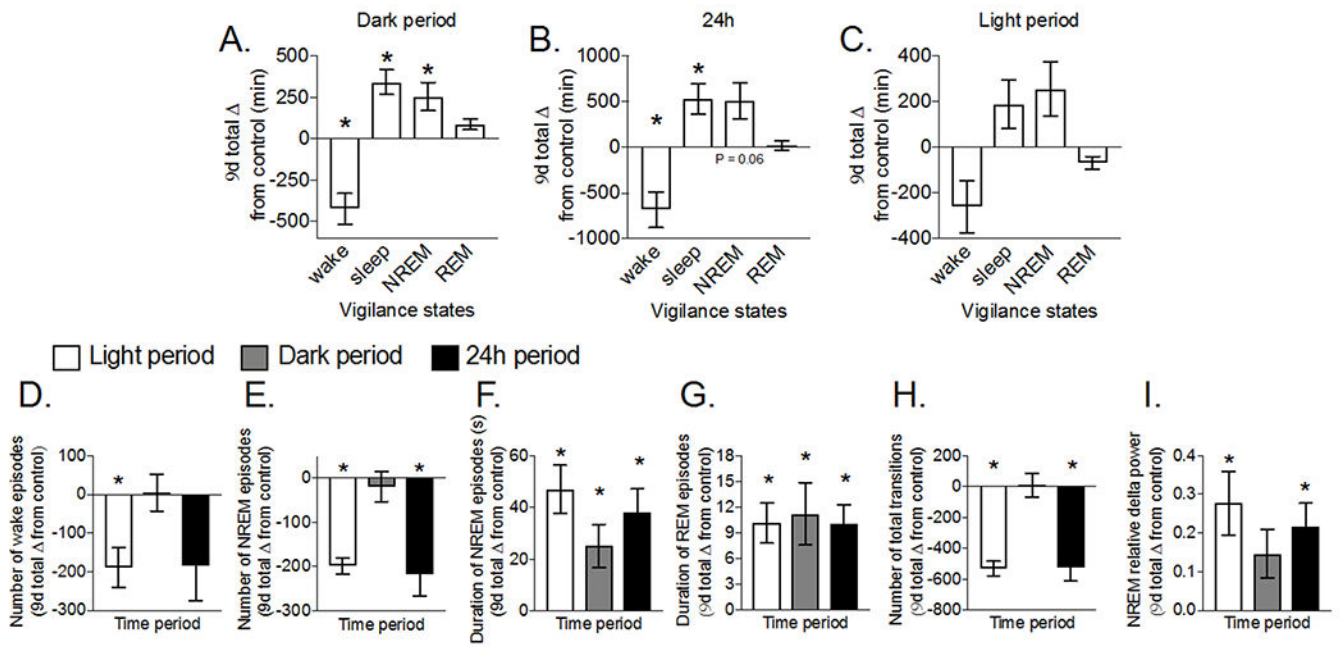 Dark period
24h
Light period
A.
B.
C.
9d total Δ
from control (min)
500
250
0
-250
-500
*
*
*
wake
sleep
NREM
REM
Vigilance states
9d total Δ
from control (min)
1000
500
0
-500
-1000
*
*
P = 0.06
wake
sleep
NREM
REM
Vigilance states
9d total Δ
from control (min)
400
200
0
-200
-400
wake
sleep
NREM
REM
Vigilance states
Light period
Dark period
24h period
D.
E.
F.
G.
H.
I.
Number of wake episodes
(9d total Δ from control)
100
0
-100
-200
-300
*
Time period
Number of NREM episodes
(9d total Δ from control)
0
-100
-200
-300
*
*
Time period
Duration of NREM episodes (s)
(9d total Δ from control)
60
40
20
0
*
*
*
Time period
Duration of REM episodes
(9d total Δ from control)
18
15
12
9
6
3
0
*
*
*
Time period
Number of total transitions
(9d total Δ from control)
200
0
-200
-400
-600
-800
*
*
Time period
NREM relative delta power
(9d total Δ from control)
0.4
0.3
0.2
0.1
0.0
*
*
Time period